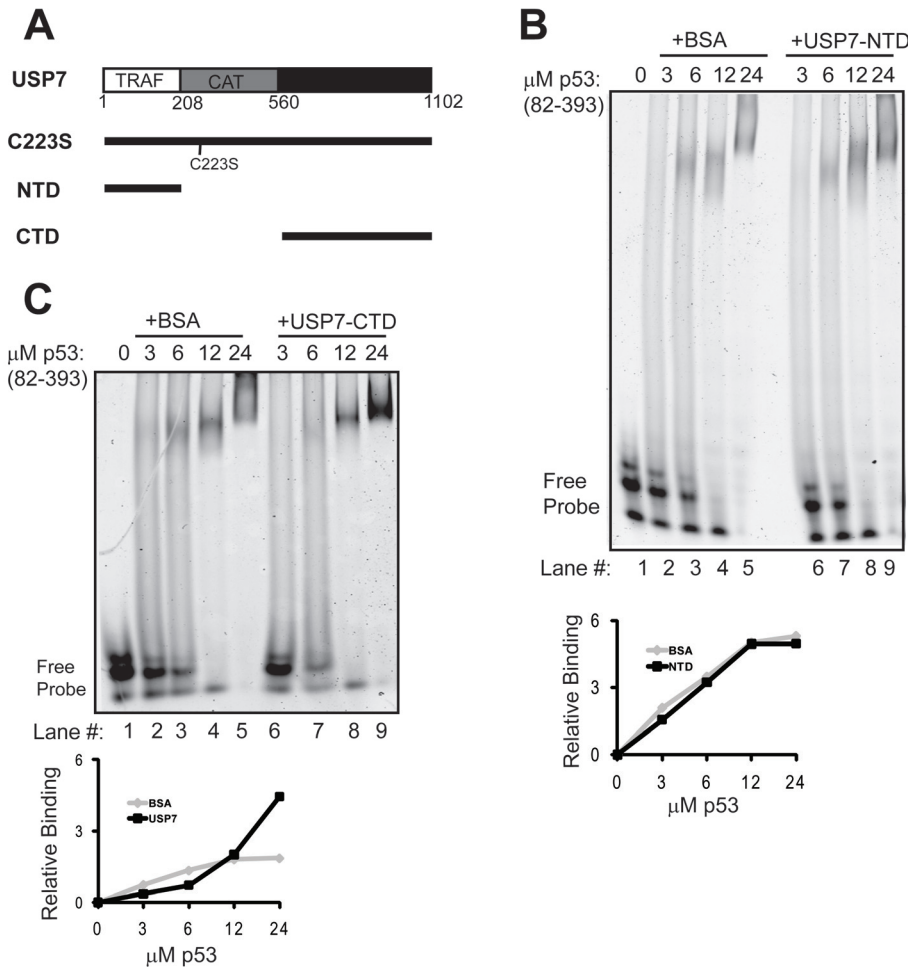 A
USP7
TRAF
CAT
1
208
560
1102
C223S
C223S
NTD
CTD
B
+BSA
+USP7-NTD
μM p53:
(82-393)
0 3 6 12 24 3 6 12 24
Free
Probe
Lane #: 1 2 3 4 5 6 7 8 9
Relative Binding
6
3
0
BSA
NTD
0 3 6 12 24
μM p53
C
+BSA
+USP7-CTD
μM p53:
(82-393)
0 3 6 12 24 3 6 12 24
Free
Probe
Lane #: 1 2 3 4 5 6 7 8 9
Relative Binding
6
3
0
BSA
USP7
0 3 6 12 24
μM p53